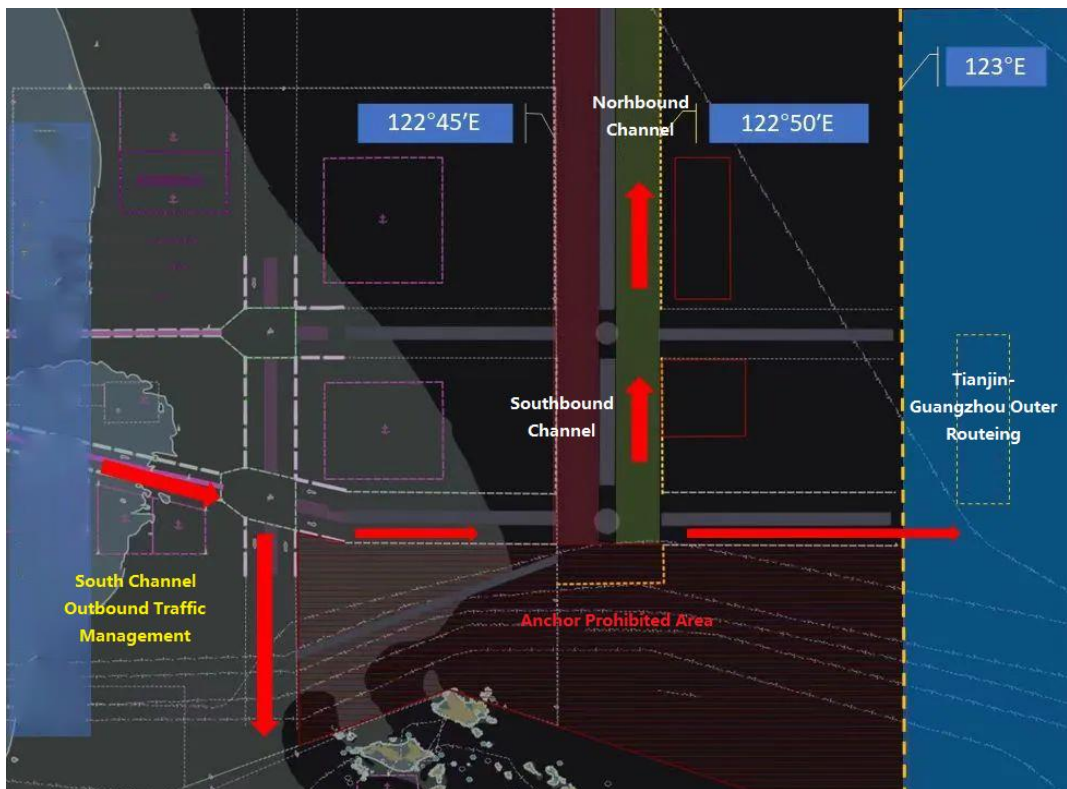 123°E
Norhbound
Channel
122°45'E
122°50'E
Southbound
Channel
Tianjin-
Guangzhou Outer
Routeing
South Channel
Outbound Traffic
Management
Anchor Prohibited Area